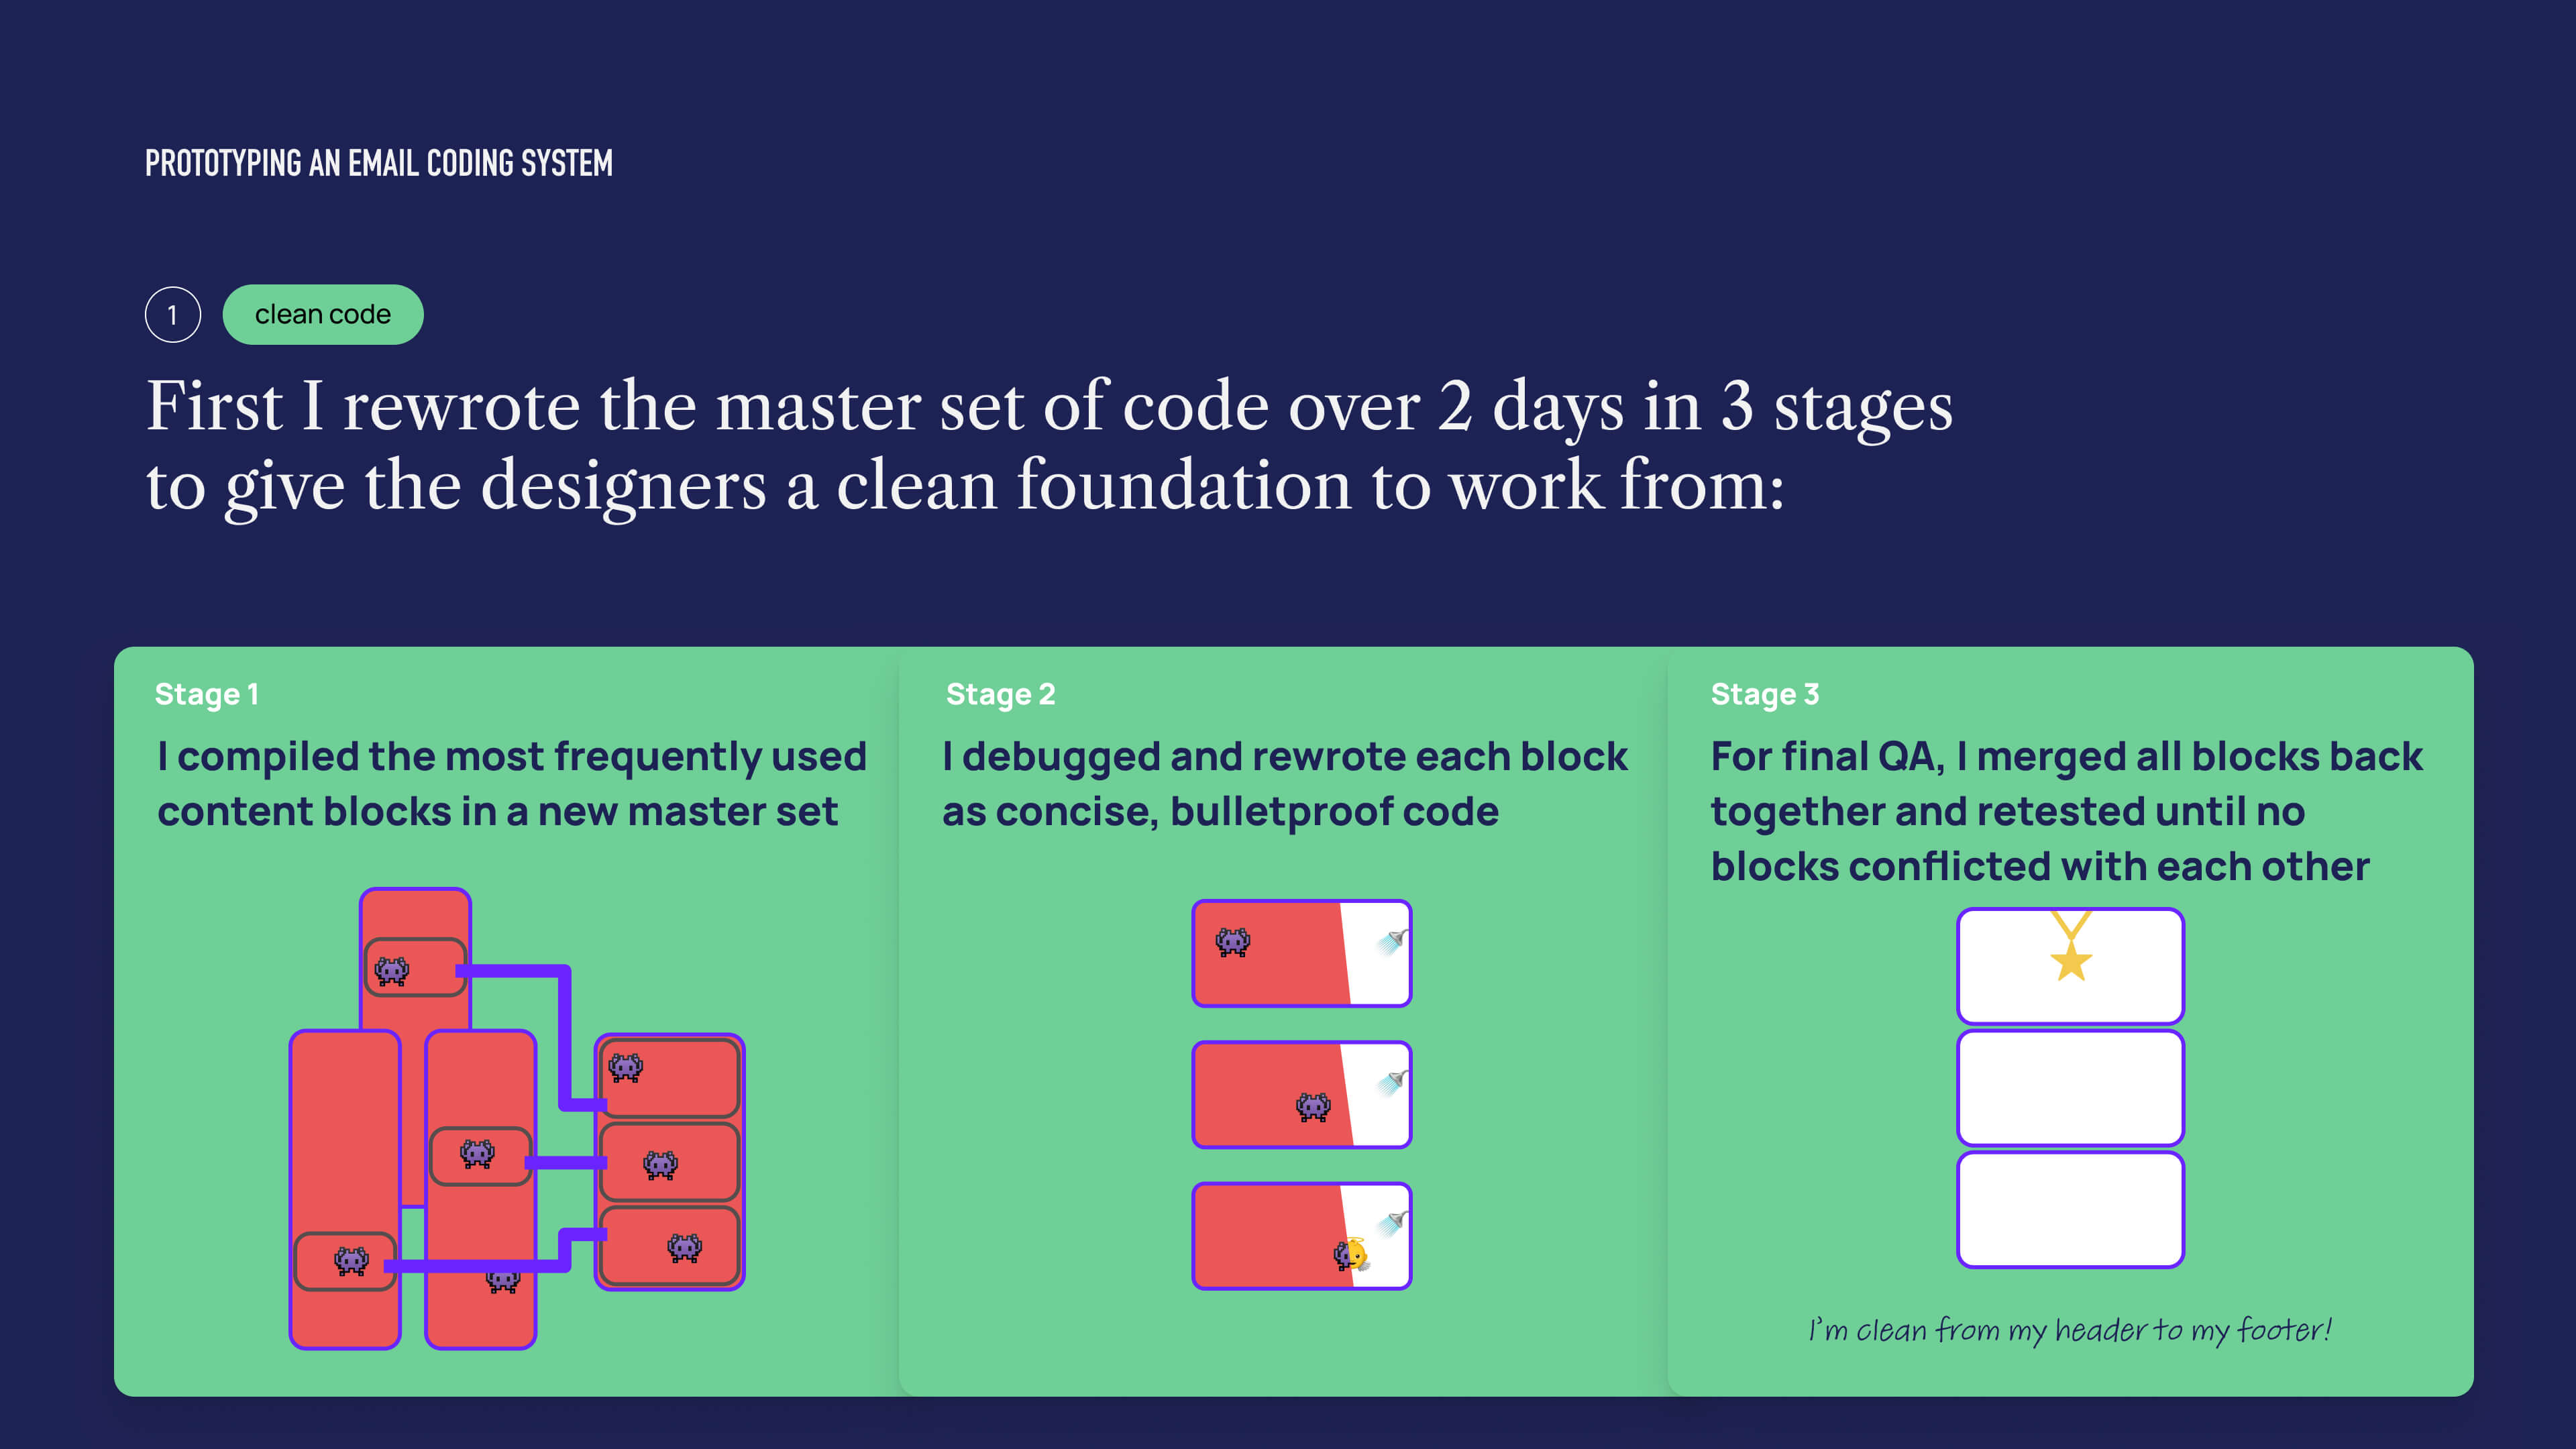 PROTOTYPING AN EMAIL CODING SYSTEM
1
clean code
First I rewrote the master set of code over 2 days in 3 stages
to give the designers a clean foundation to work from:
Stage 1
I compiled the most frequently used
content blocks in a new master set
Stage 2
I debugged and rewrote each block
as concise, bulletproof code
Stage 3
For final QA, I merged all blocks back
together and retested until no
blocks conflicted with each other
I'm clean from my header to my footer!